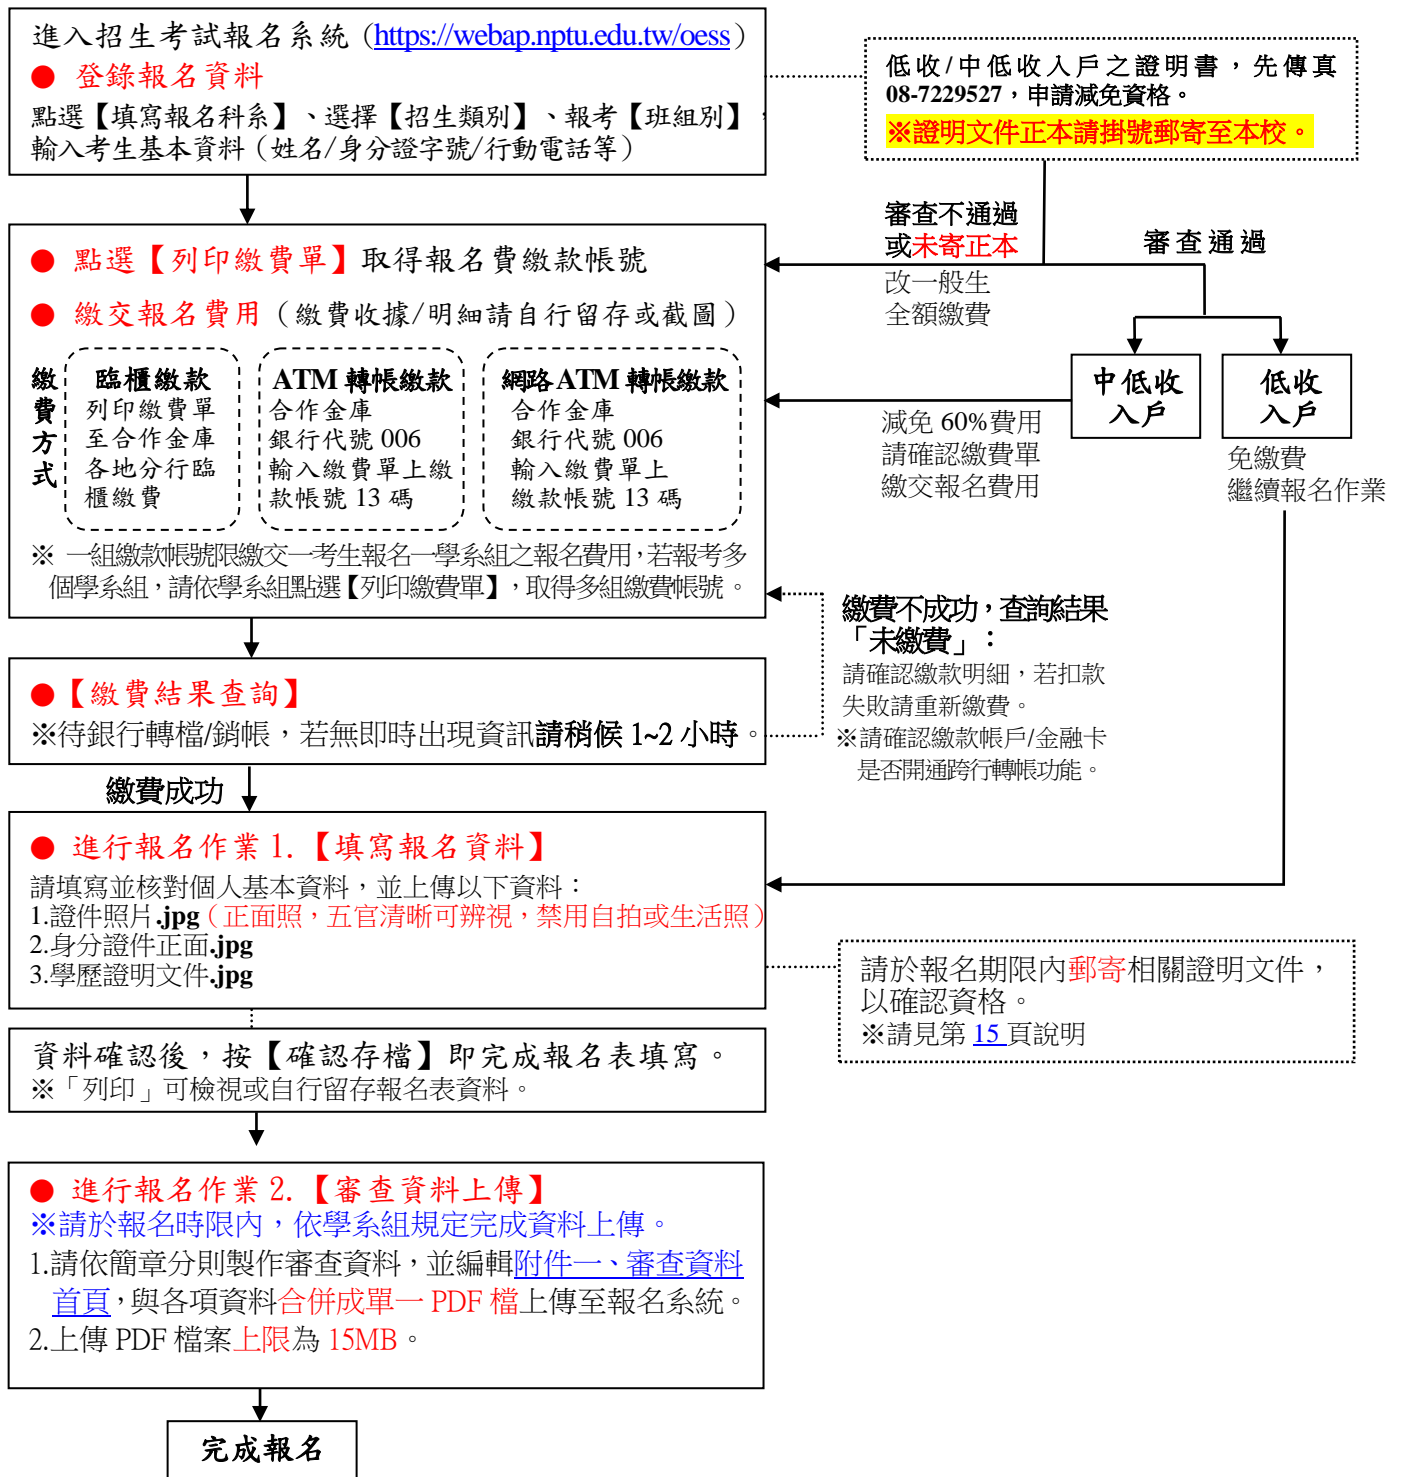 進入招生考試報名系統（https://webap.nptu.edu.tw/oess）
● 登錄報名資料
點選【填寫報名科系】、選擇【招生類別】、報考【班組別】，
輸入考生基本資料（姓名/身分證字號/行動電話等）
低收/中低收入戶之證明書，先傳真
08-7229527，申請減免資格。
※證明文件正本請掛號郵寄至本校。
審查不通過
或未寄正本
改一般生
全額繳費
審查通過
● 點選【列印繳費單】取得報名費繳款帳號
● 繳交報名費用（繳費收據/明細請自行留存或截圖）
繳費方式
臨櫃繳款
列印繳費單
至合作金庫
各地分行臨
櫃繳費
ATM 轉帳繳款
合作金庫
銀行代號 006
輸入繳費單上繳
款帳號 13 碼
網路 ATM 轉帳繳款
合作金庫
銀行代號 006
輸入繳費單上
繳款帳號 13 碼
※ 一組繳款帳號限繳交一考生報名一學系組之報名費用，若報考多
個學系組，請依學系組點選【列印繳費單】，取得多組繳費帳號。
中低收
入戶
低收
入戶
減免 60%費用
請確認繳費單
繳交報名費用
免繳費
繼續報名作業
繳費不成功，查詢結果
「未繳費」：
請確認繳款明細，若扣款
失敗請重新繳費。
※請確認繳款帳戶/金融卡
是否開通跨行轉帳功能。
●【繳費結果查詢】
※待銀行轉檔/銷帳，若無即時出現資訊請稍候 1~2 小時。
繳費成功
● 進行報名作業 1.【填寫報名資料】
請填寫並核對個人基本資料，並上傳以下資料：
1.證件照片.jpg（正面照，五官清晰可辨視，禁用自拍或生活照）
2.身分證件正面.jpg
3.學歷證明文件.jpg
請於報名期限內郵寄相關證明文件，
以確認資格。
※請見第 15 頁說明
資料確認後，按【確認存檔】即完成報名表填寫。
※「列印」可檢視或自行留存報名表資料。
● 進行報名作業 2.【審查資料上傳】
※請於報名時限內，依學系組規定完成資料上傳。
1.請依簡章分則製作審查資料，並編輯附件一、審查資料
首頁，與各項資料合併成單一 PDF 檔上傳至報名系統。
2.上傳 PDF 檔案上限為 15MB。
完成報名